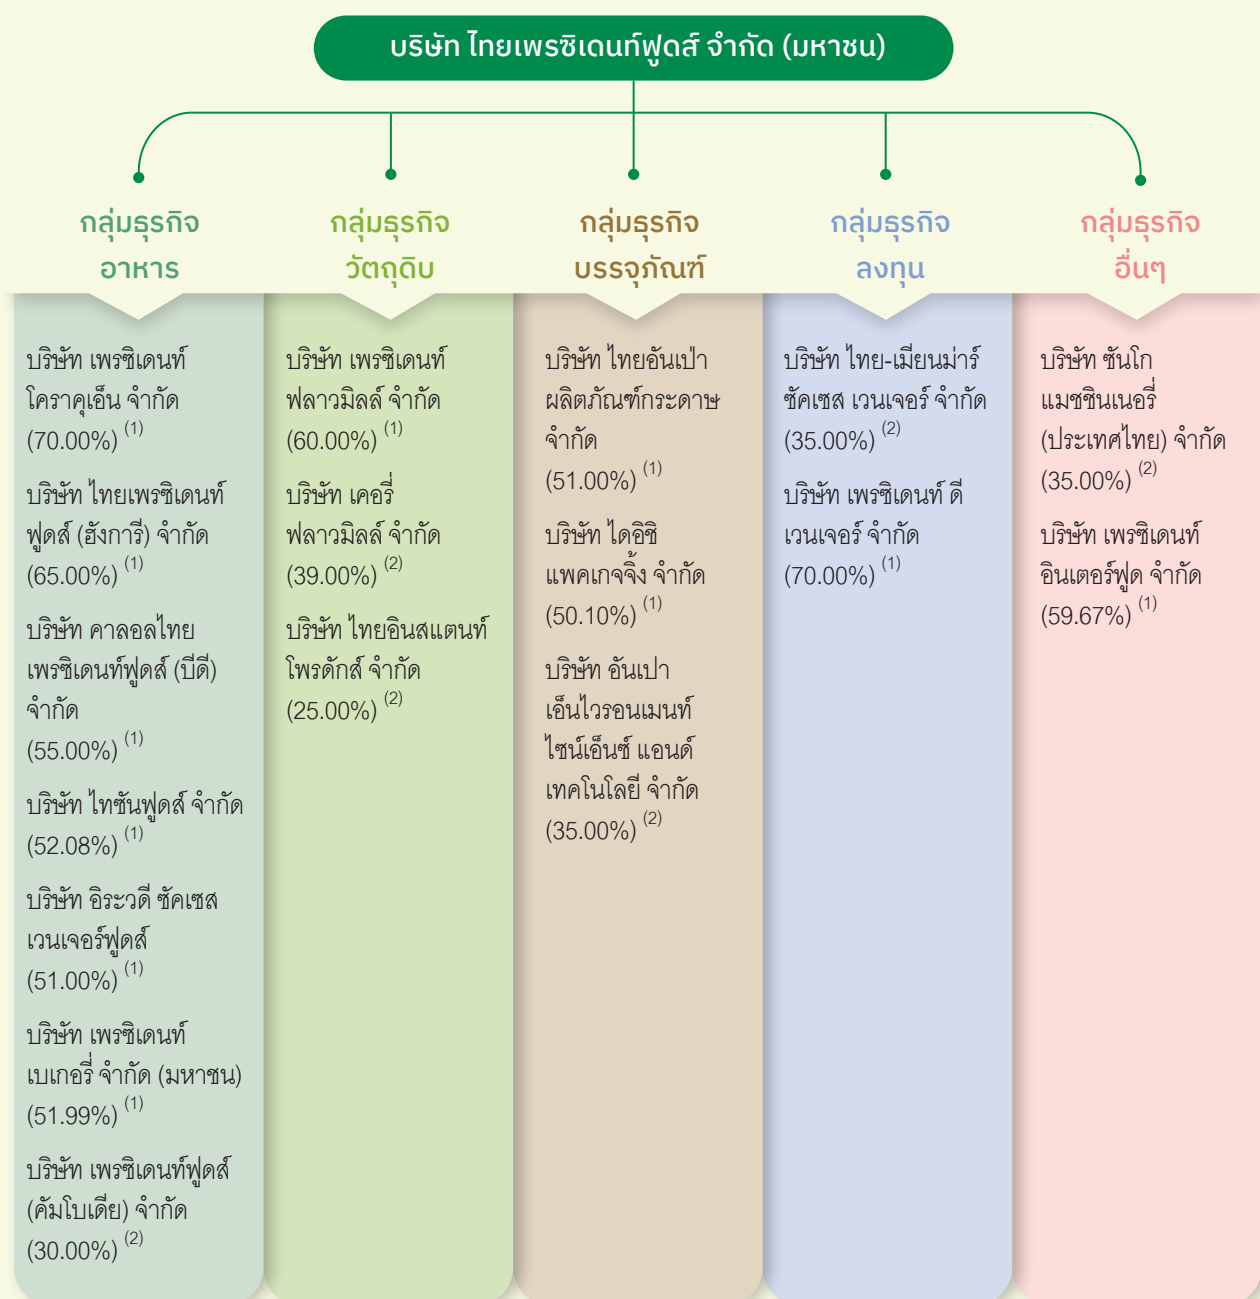 บริษัท ไทยเพรซิเดนท์ฟูดส์ จำกัด (มหาชน)
กลุ่มธุรกิจ
อาหาร
บริษัท เพรซิเดนท์
โคราคุเอ็น จำกัด
(70.00%) (1)
บริษัท ไทยเพรซิเดนท์
ฟูดส์ (ฮังการี) จำกัด
(65.00%) (1)
บริษัท คาลอลไทย
เพรซิเดนท์ฟูดส์ (บีดี)
จำกัด
(55.00%) (1)
บริษัท ไทซันฟูดส์ จำกัด
(52.08%) (1)
บริษัท อิระวดี ซัคเซส
เวนเจอร์ฟูดส์
(51.00%) (1)
บริษัท เพรซิเดนท์
เบเกอรี่ จำกัด (มหาชน)
(51.99%) (1)
บริษัท เพรซิเดนท์ฟูดส์
(คัมโบเดีย) จำกัด
(30.00%) (2)
กลุ่มธุรกิจ
วัตถุดิบ
บริษัท เพรซิเดนท์
ฟลาวมิลล์ จำกัด
(60.00%) (1)
บริษัท เคอรี่
ฟลาวมิลล์ จำกัด
(39.00%) (2)
บริษัท ไทยอินสแตนท์
โพรดักส์ จำกัด
(25.00%) (2)
กลุ่มธุรกิจ
บรรจุภัณฑ์
บริษัท ไทยอันเป่า
ผลิตภัณฑ์กระดาษ
จำกัด
(51.00%) (1)
บริษัท ไดอิชิ
แพคเกจจิ้ง จำกัด
(50.10%) (1)
บริษัท อันเปา
เอ็นไวรอนเมนท์
ไซน์เอ็นซ์ แอนด์
เทคโนโลยี จำกัด
(35.00%) (2)
กลุ่มธุรกิจ
ลงทุน
บริษัท ไทย-เมียนม่าร์
ซัคเซส เวนเจอร์ จำกัด
(35.00%) (2)
บริษัท เพรซิเดนท์ ดี
เวนเจอร์ จำกัด
(70.00%) (1)
กลุ่มธุรกิจ
อื่นๆ
บริษัท ซันโก
แมชชินเนอรี่
(ประเทศไทย) จำกัด
(35.00%) (2)
บริษัท เพรซิเดนท์
อินเตอร์ฟูด จำกัด
(59.67%) (1)